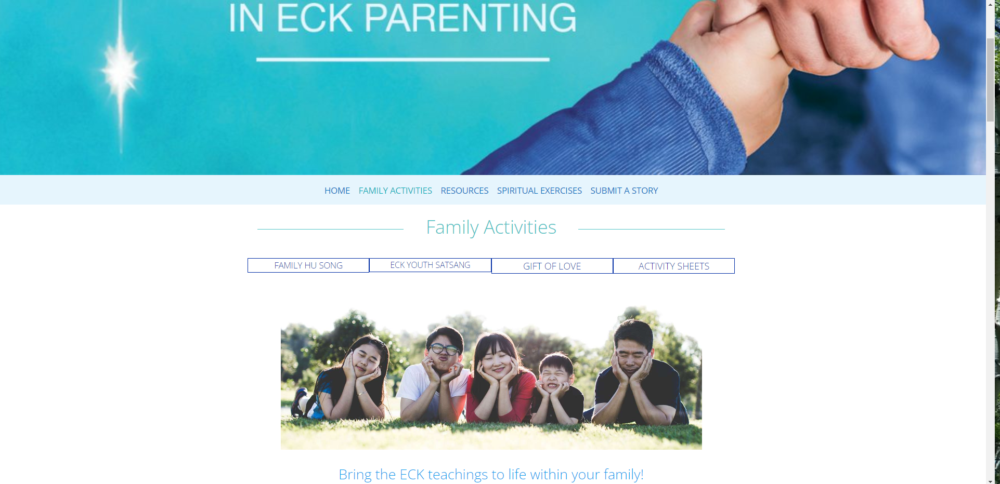 IN ECK PARENTING
HOME FAMILY ACTIVITIES RESOURCES SPIRITUAL EXERCISES SUBMIT A STORY
Family Activities
FAMILY HU SONG ECK YOUTH SATSANG GIFT OF LOVE ACTIVITY SHEETS
Bring the ECK teachings to life within your family!